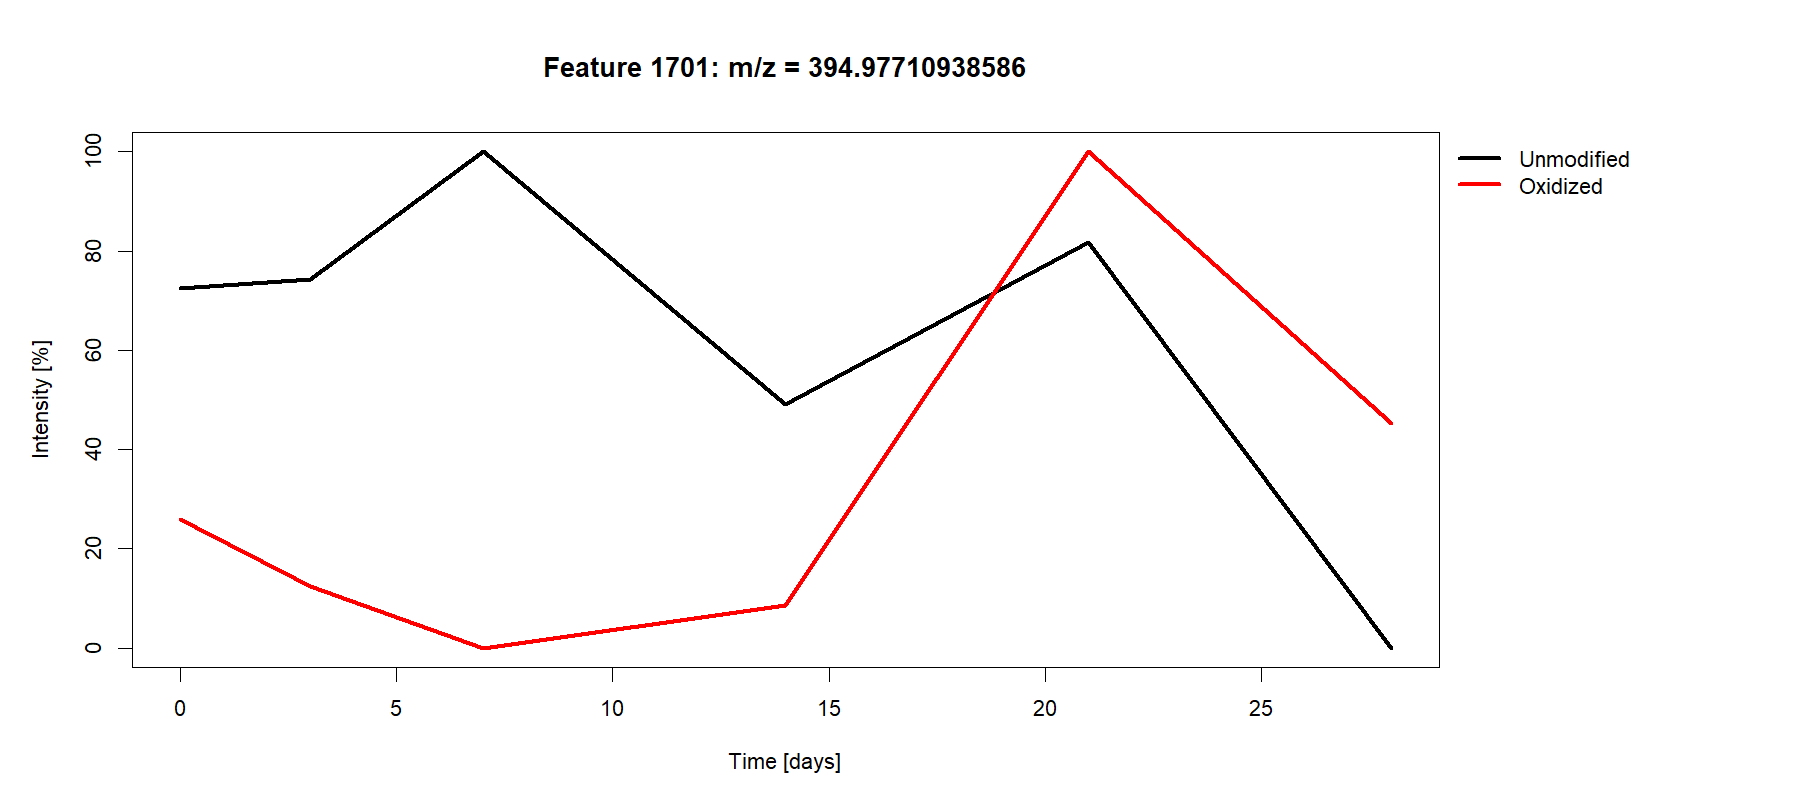 Feature 1701: m/z = 394.97710938586
Unmodified
Oxidized
Intensity [%]
100
80
60
40
20
0
0 5 10 15 20 25
Time [days]